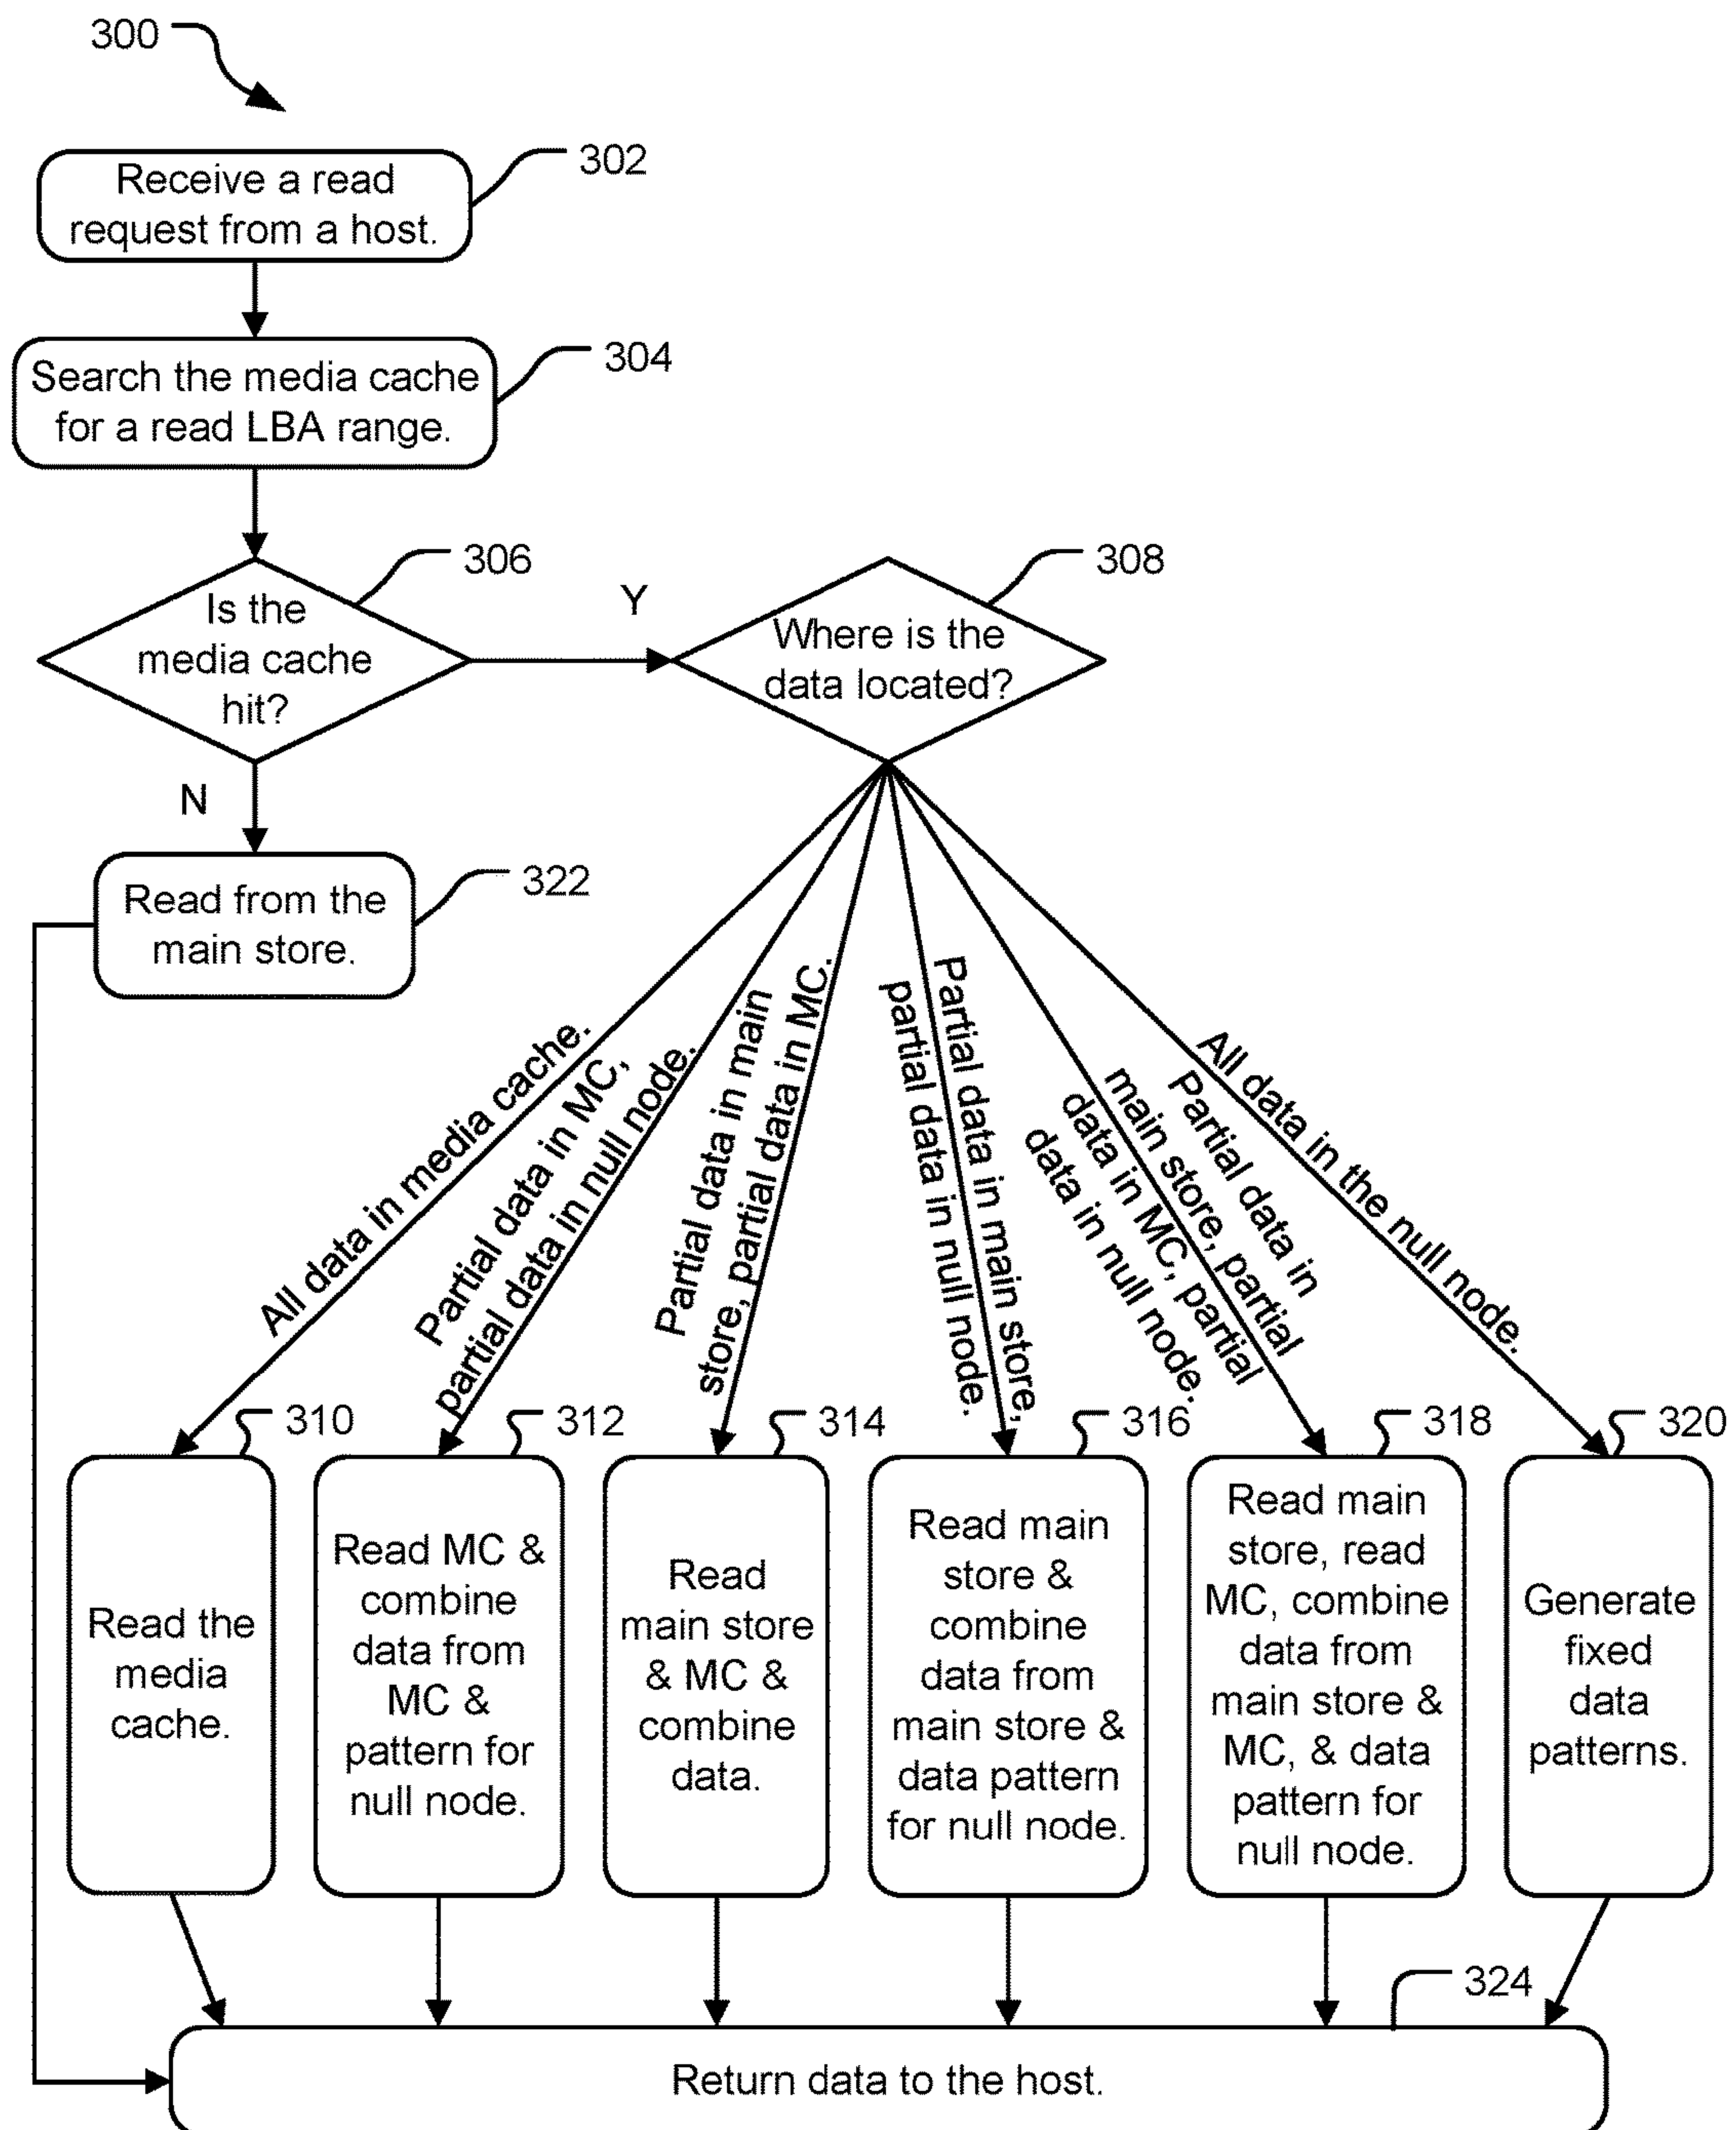 300
302
Receive a read
request from a host.
304
Search the media cache
for a read LBA range.
306
Is the
media cache
hit?
Y
308
Where is the
data located?
N
322
Read from the
main store.
All data in media cache.
Partial data in MC,
partial data in null node.
Partial data in main
store, partial data in MC.
Partial data in main store,
partial data in null node.
Partial data in
main store, partial
data in MC, partial
data in null node.
All data in the null node.
310
312
314
316
318
320
Read the
media
cache.
Read MC &
combine
data from
MC &
pattern for
null node.
Read
main store
& MC &
combine
data.
Read main
store &
combine
data from
main store &
data pattern
for null node.
Read main
store, read
MC, combine
data from
main store &
MC, & data
pattern for
null node.
Generate
fixed
data
patterns.
324
Return data to the host.